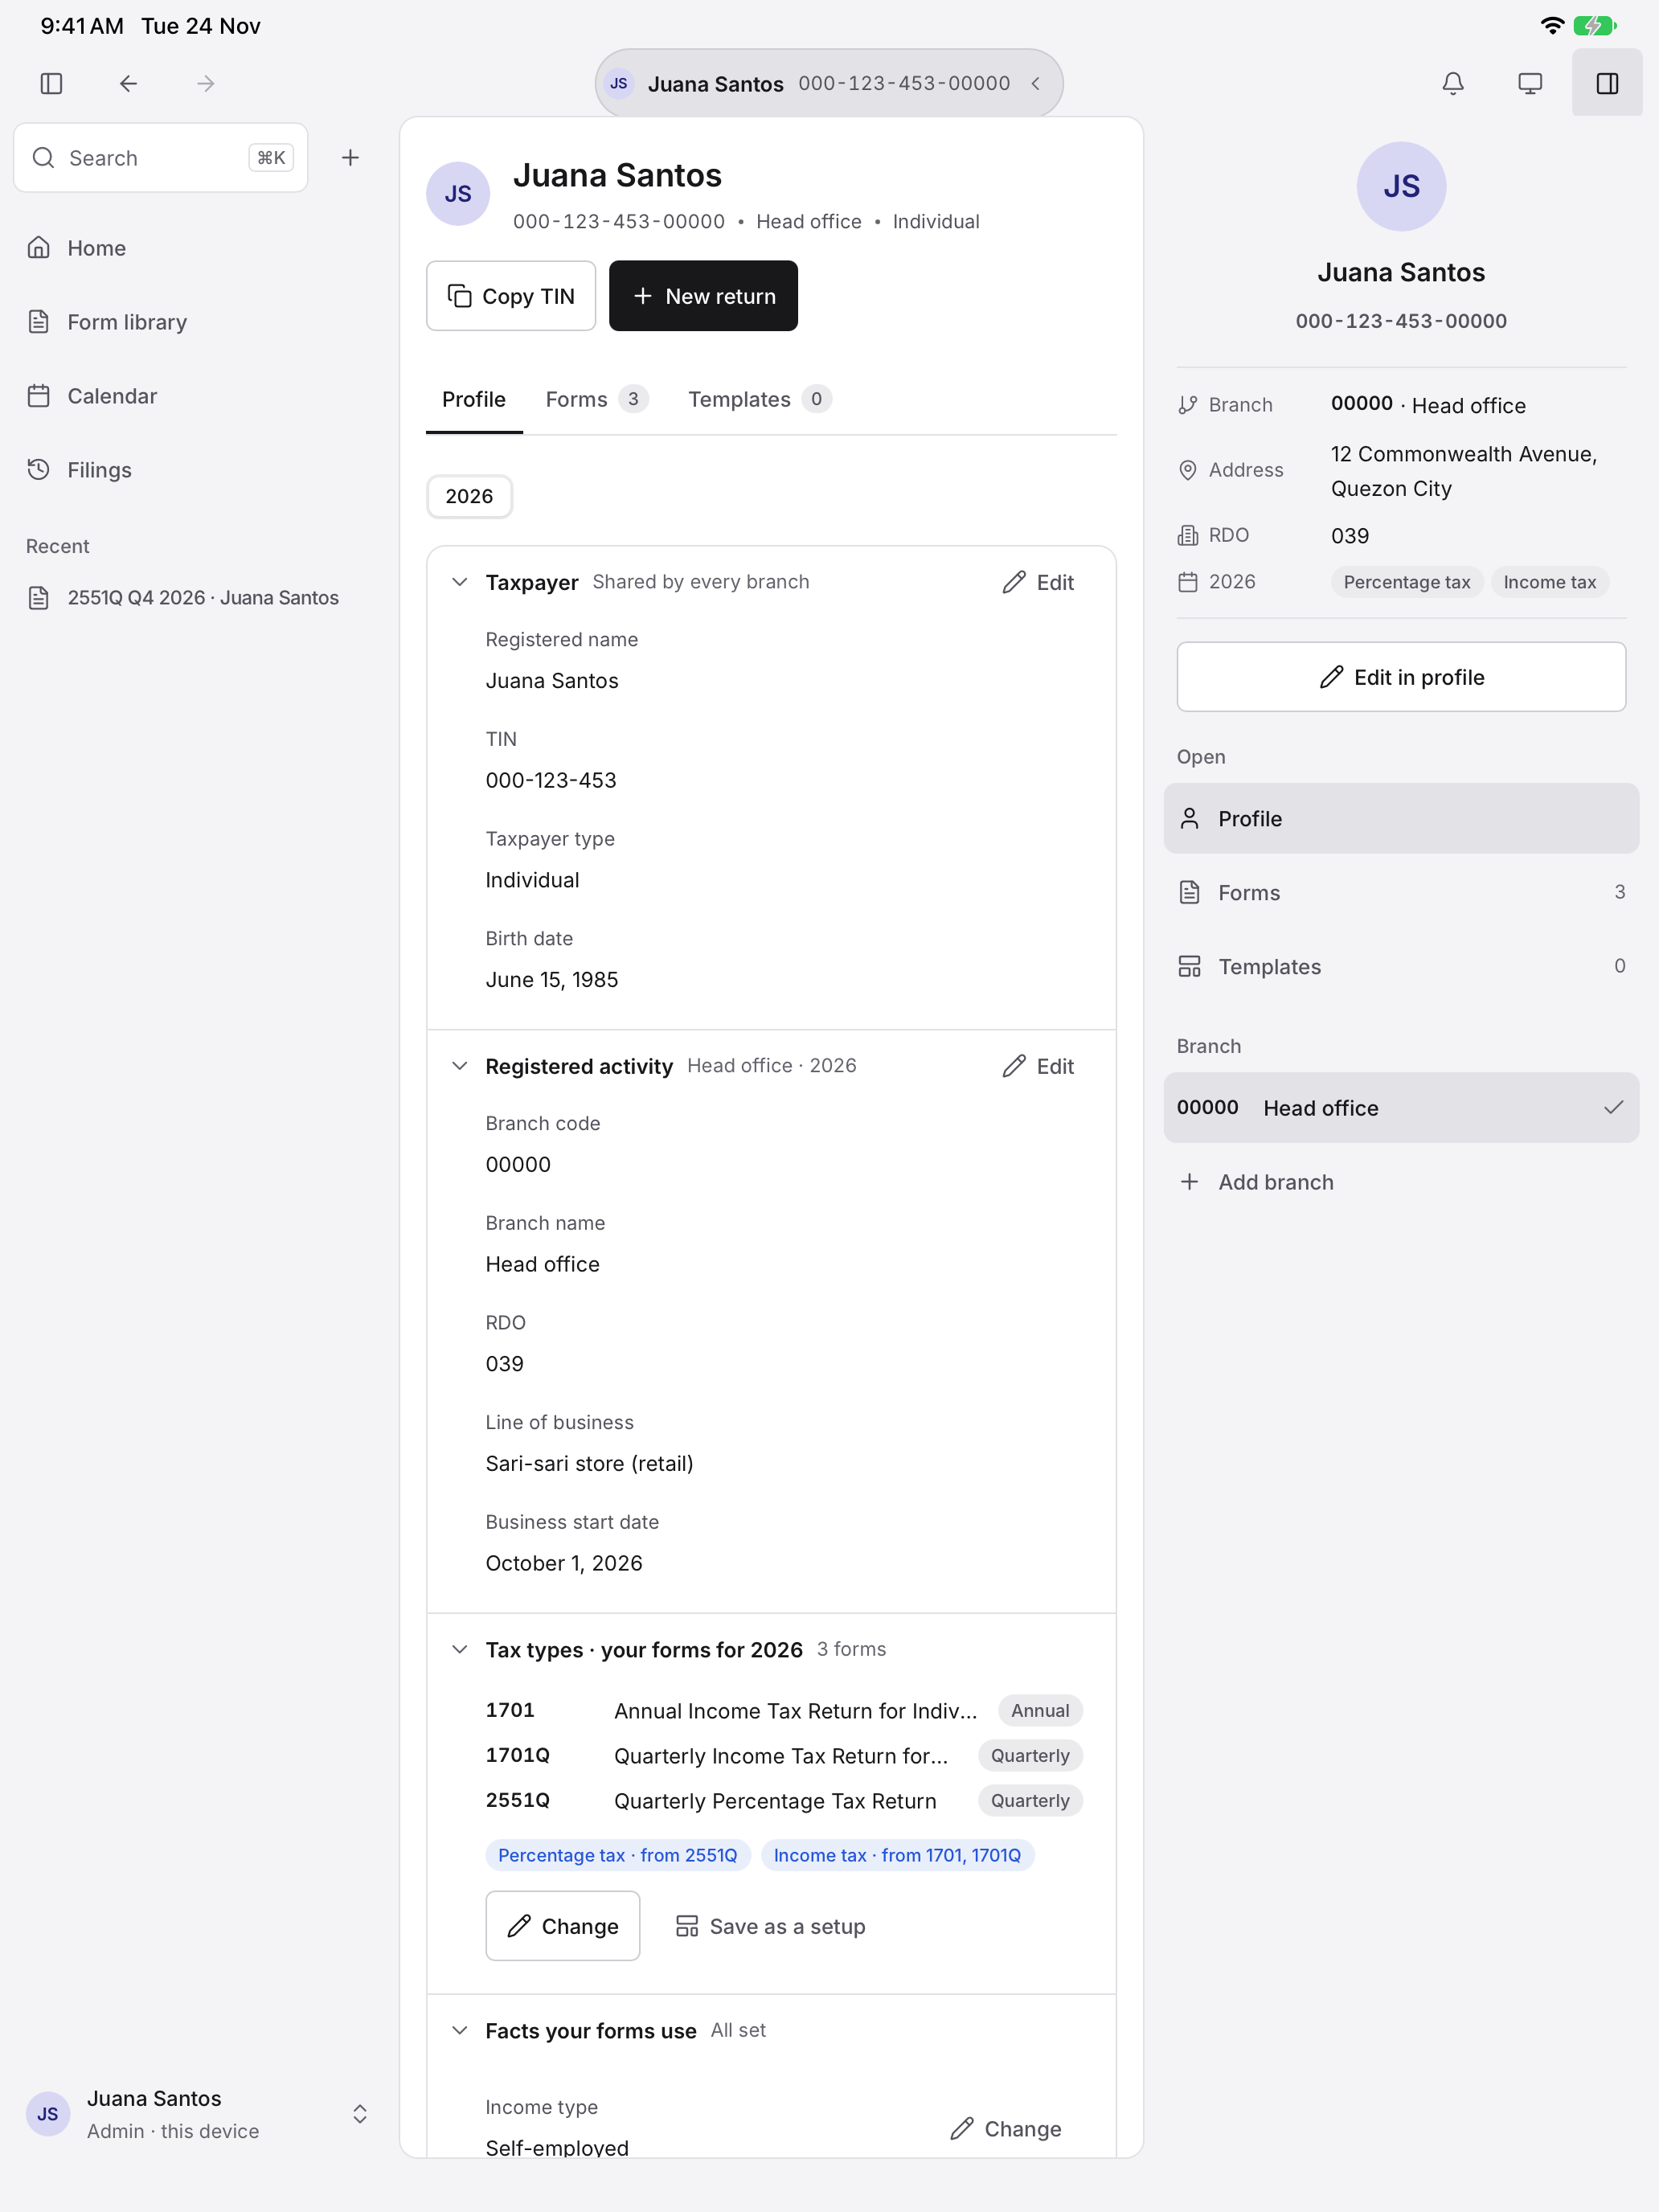 9:41 AM Tue 24 Nov
JS Juana Santos 000-123-453-00000
Search ⌘K
Home
Form library
Calendar
Filings
Recent
2551Q Q4 2026 · Juana Santos
JS
Juana Santos
Admin · this device
JS
Juana Santos
000-123-453-00000 • Head office • Individual
Copy TIN
New return
Profile
Forms 3
Templates 0
2026
Taxpayer Shared by every branch Edit
Registered name
Juana Santos
TIN
000-123-453
Taxpayer type
Individual
Birth date
June 15, 1985
Registered activity Head office · 2026 Edit
Branch code
00000
Branch name
Head office
RDO
039
Line of business
Sari-sari store (retail)
Business start date
October 1, 2026
Tax types · your forms for 2026 3 forms
1701 Annual Income Tax Return for Indiv... Annual
1701Q Quarterly Income Tax Return for... Quarterly
2551Q Quarterly Percentage Tax Return Quarterly
Percentage tax · from 2551Q Income tax · from 1701, 1701Q
Change Save as a setup
Facts your forms use All set
Income type
Self-employed
Change
JS
Juana Santos
000-123-453-00000
Branch 00000 · Head office
Address 12 Commonwealth Avenue,
Quezon City
RDO 039
2026 Percentage tax Income tax
Edit in profile
Open
Profile
Forms 3
Templates 0
Branch
00000 Head office
Add branch